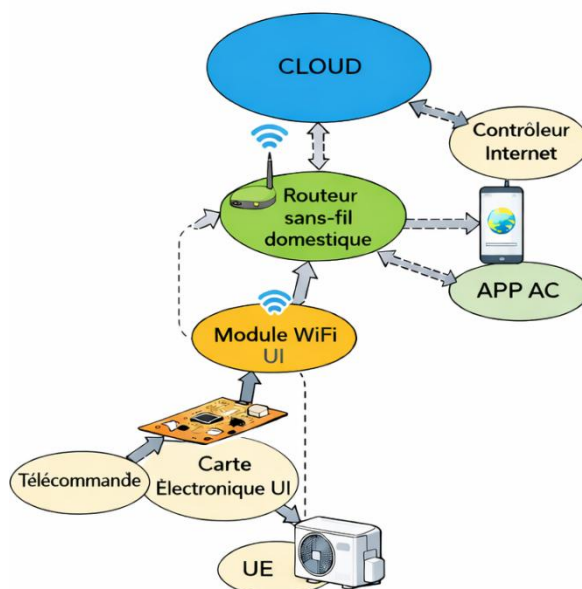 CLOUD
Contrôleur
Internet
Routeur
sans-fil
domestique
APP AC
Module WiFi
UI
Télécommande
Carte
Électronique UI
UE